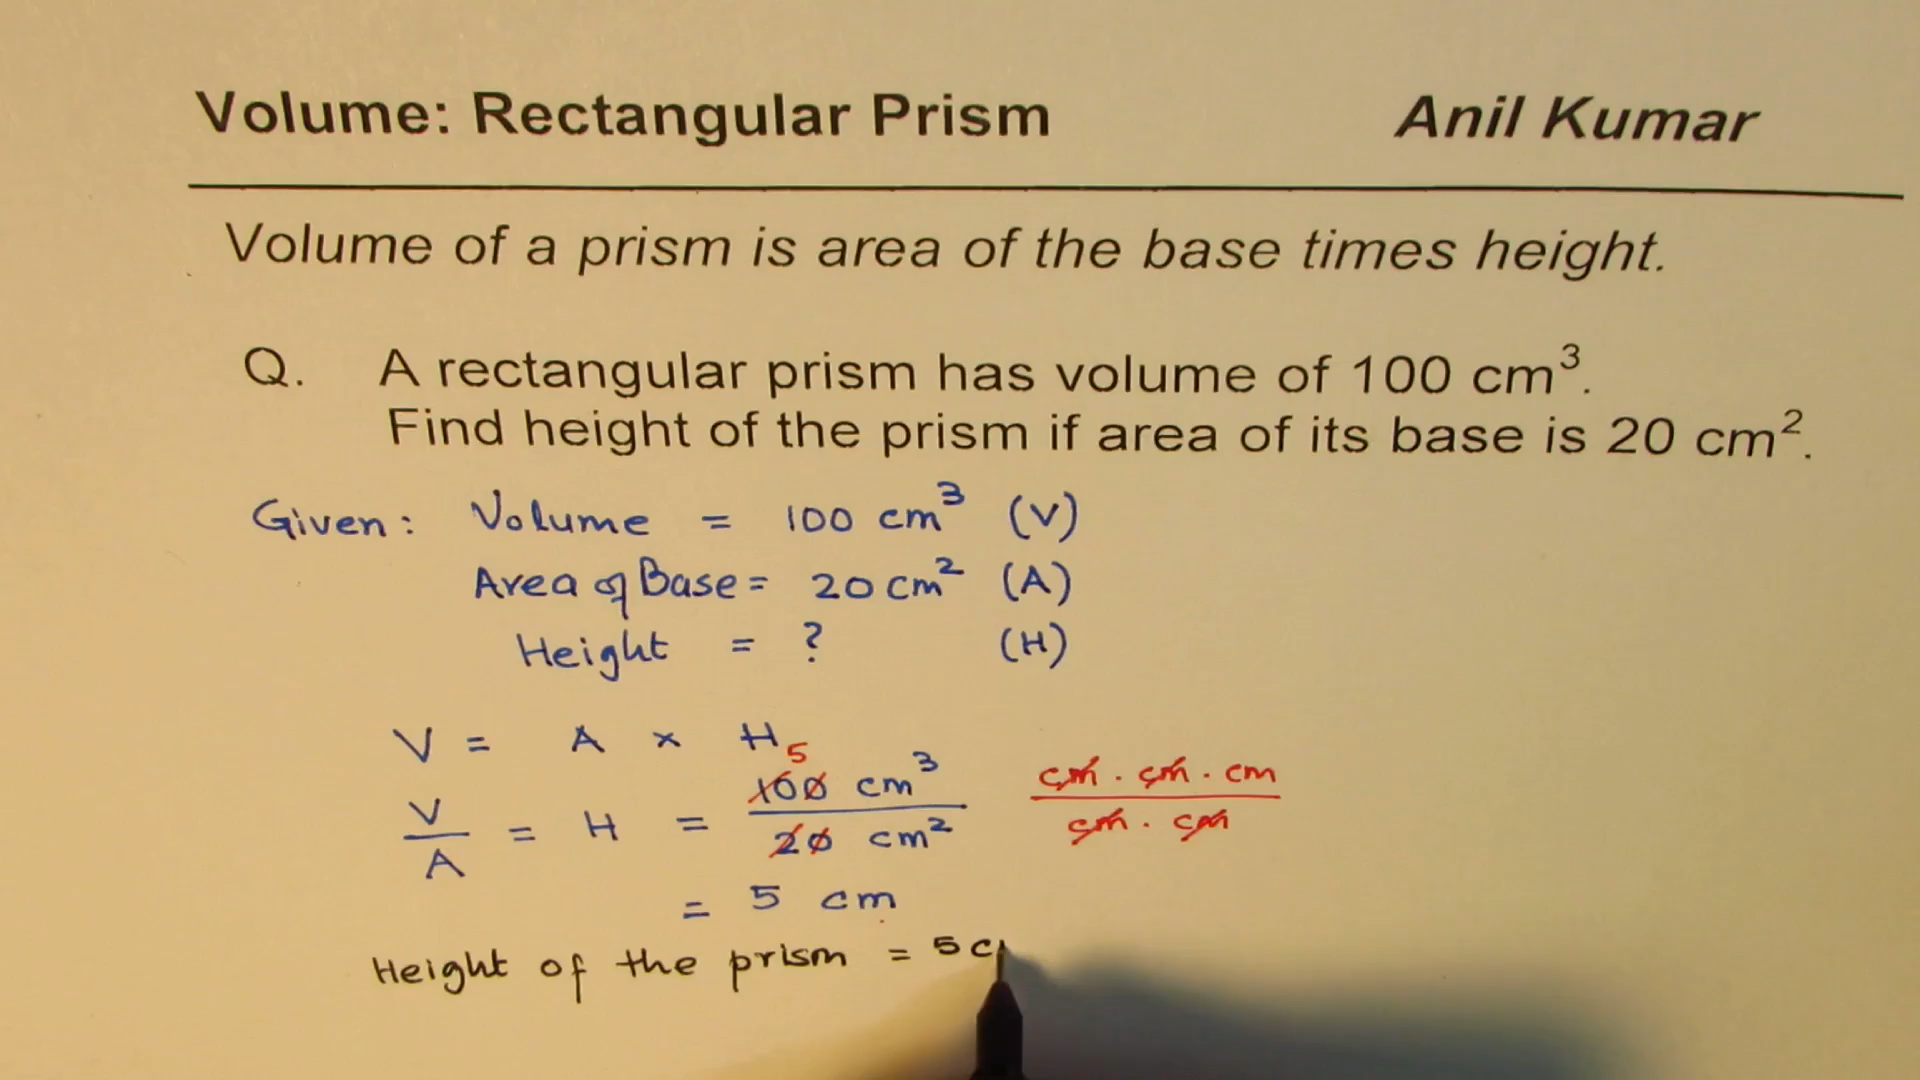 Volume: Rectangular Prism Anil Kumar
Volume of a prism is area of the base times height.
Q. A rectangular prism has volume of 100 cm³.
Find height of the prism if area of its base is 20 cm².
Given: Volume = 100 cm³ (V)
Area of Base = 20 cm² (A)
Height = ? (H)
V = A × H
5
V/A = H = 100 cm³/20 cm² cm · cm · cm/cm · cm
= 5 cm
Height of the prism = 5 c